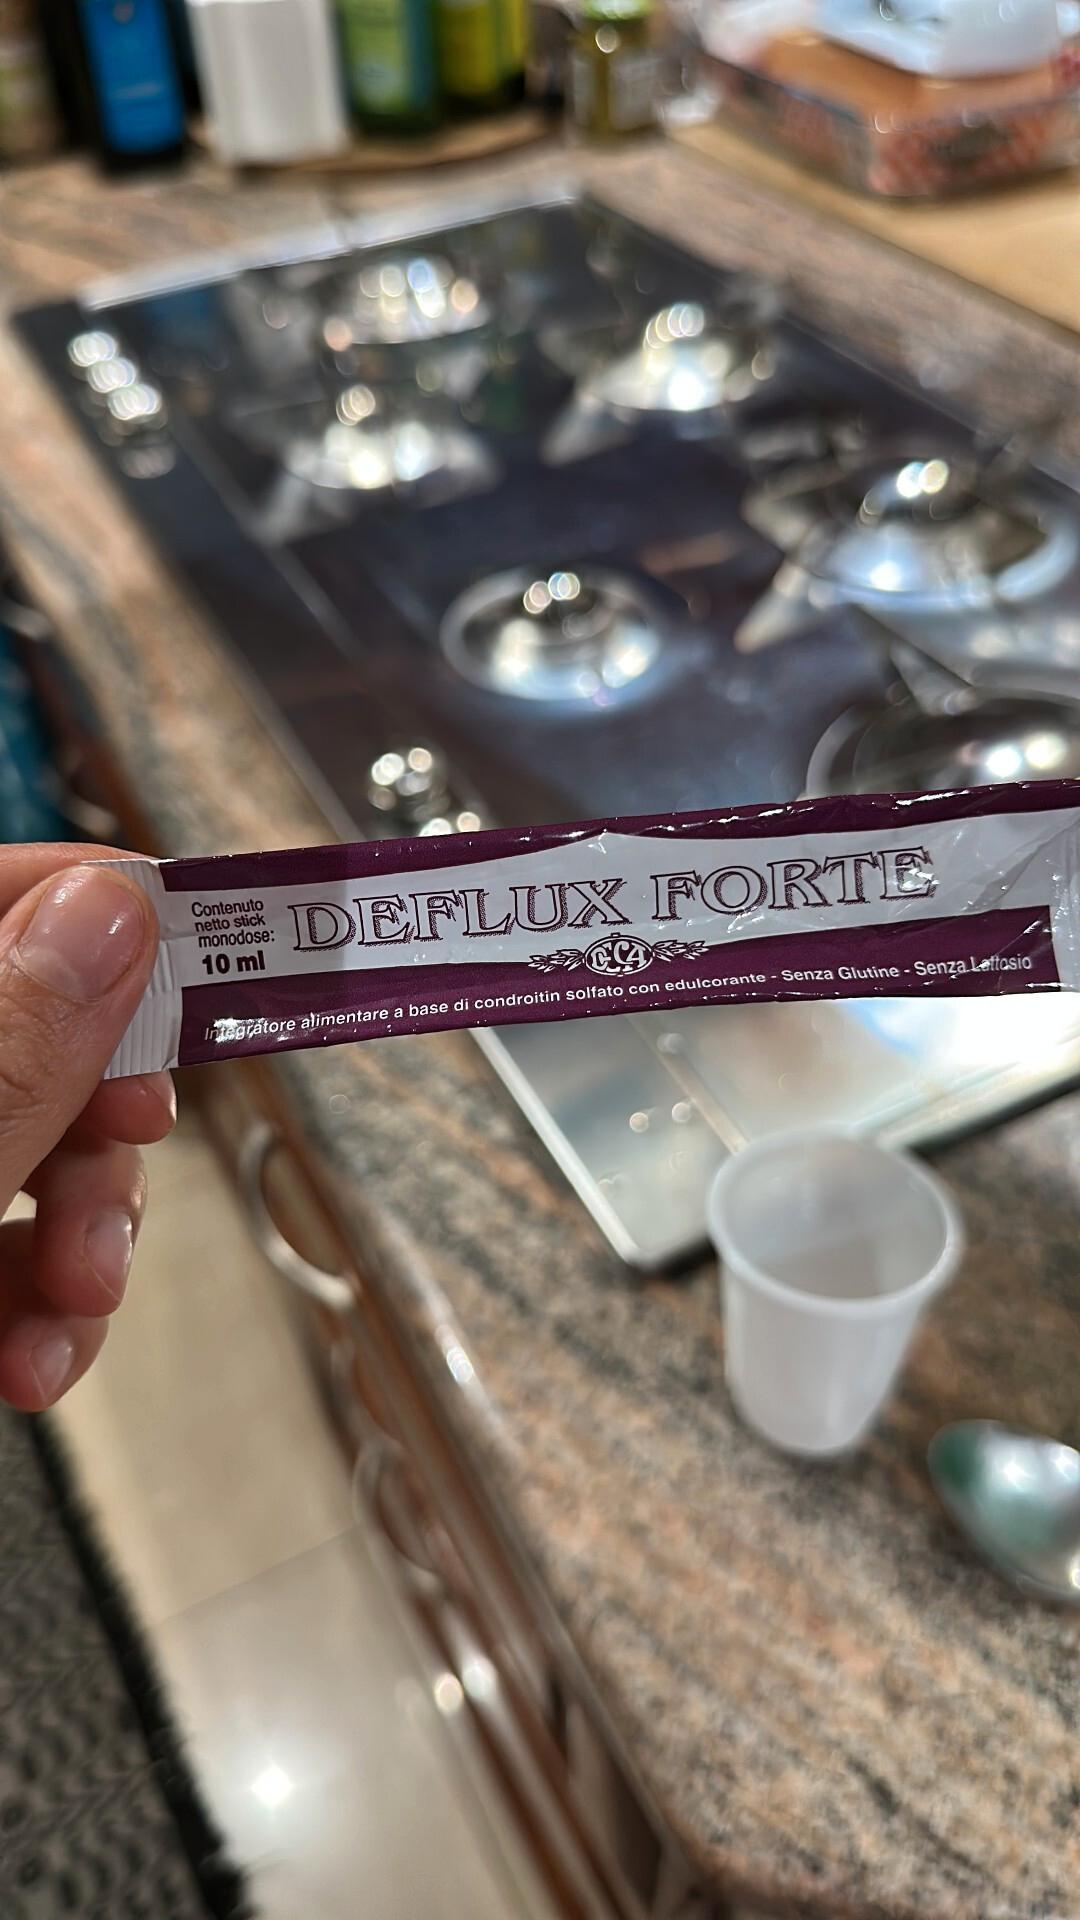 Contenuto
netto stick
monodose:
10 ml
DEFLUX FORTE
Integratore alimentare a base di condroitin solfato con edulcorante - Senza Glutine - Senza Lattosio